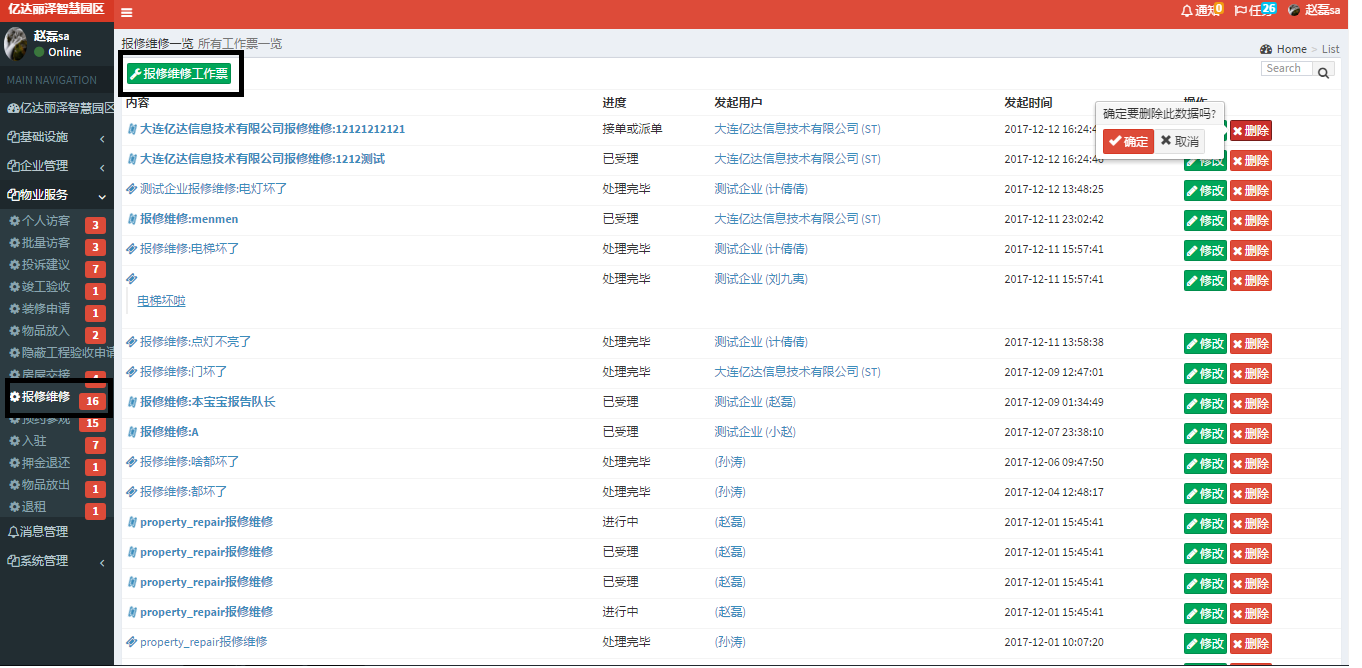 亿达丽泽智慧园区
通知 0
任务 26
赵磊sa
赵磊sa
Online
MAIN NAVIGATION
亿达丽泽智慧园区
基础设施
企业管理
物业服务
个人访客 3
批量访客 3
投诉建议 7
竣工验收 1
装修申请 1
物品放入 2
隐蔽工程验收申请
房屋交接
报修维修 16
预约参观 15
入驻 7
押金退还 1
物品放出 1
退租 1
消息管理
系统管理
报修维修一览 所有工作票一览
Home > List
报修维修工作票
Search
内容 进度 发起用户 发起时间 操作
确定要删除此数据吗?
确定 取消
大连亿达信息技术有限公司报修维修:12121212121 接单或派单 大连亿达信息技术有限公司 (ST) 2017-12-12 16:24:4 删除
大连亿达信息技术有限公司报修维修:1212测试 已受理 大连亿达信息技术有限公司 (ST) 2017-12-12 16:24:40 修改 删除
测试企业报修维修:电灯坏了 处理完毕 测试企业 (计倩倩) 2017-12-12 13:48:25 修改 删除
报修维修:menmen 已受理 大连亿达信息技术有限公司 (ST) 2017-12-11 23:02:42 修改 删除
报修维修:电梯坏了 处理完毕 测试企业 (计倩倩) 2017-12-11 15:57:41 修改 删除
处理完毕 测试企业 (刘九夷) 2017-12-11 15:57:41 修改 删除
电梯坏啦
报修维修:点灯不亮了 处理完毕 测试企业 (计倩倩) 2017-12-11 13:58:38 修改 删除
报修维修:门坏了 处理完毕 大连亿达信息技术有限公司 (ST) 2017-12-09 12:47:01 修改 删除
报修维修:本宝宝报告队长 已受理 测试企业 (赵磊) 2017-12-09 01:34:49 修改 删除
报修维修:A 已受理 测试企业 (小赵) 2017-12-07 23:38:10 修改 删除
报修维修:啥都坏了 处理完毕 (孙涛) 2017-12-06 09:47:50 修改 删除
报修维修:都坏了 处理完毕 (孙涛) 2017-12-04 12:48:17 修改 删除
property_repair报修维修 进行中 (赵磊) 2017-12-01 15:45:41 修改 删除
property_repair报修维修 已受理 (赵磊) 2017-12-01 15:45:41 修改 删除
property_repair报修维修 已受理 (赵磊) 2017-12-01 15:45:41 修改 删除
property_repair报修维修 进行中 (赵磊) 2017-12-01 15:45:41 修改 删除
property_repair报修维修 处理完毕 (孙涛) 2017-12-01 10:07:20 修改 删除